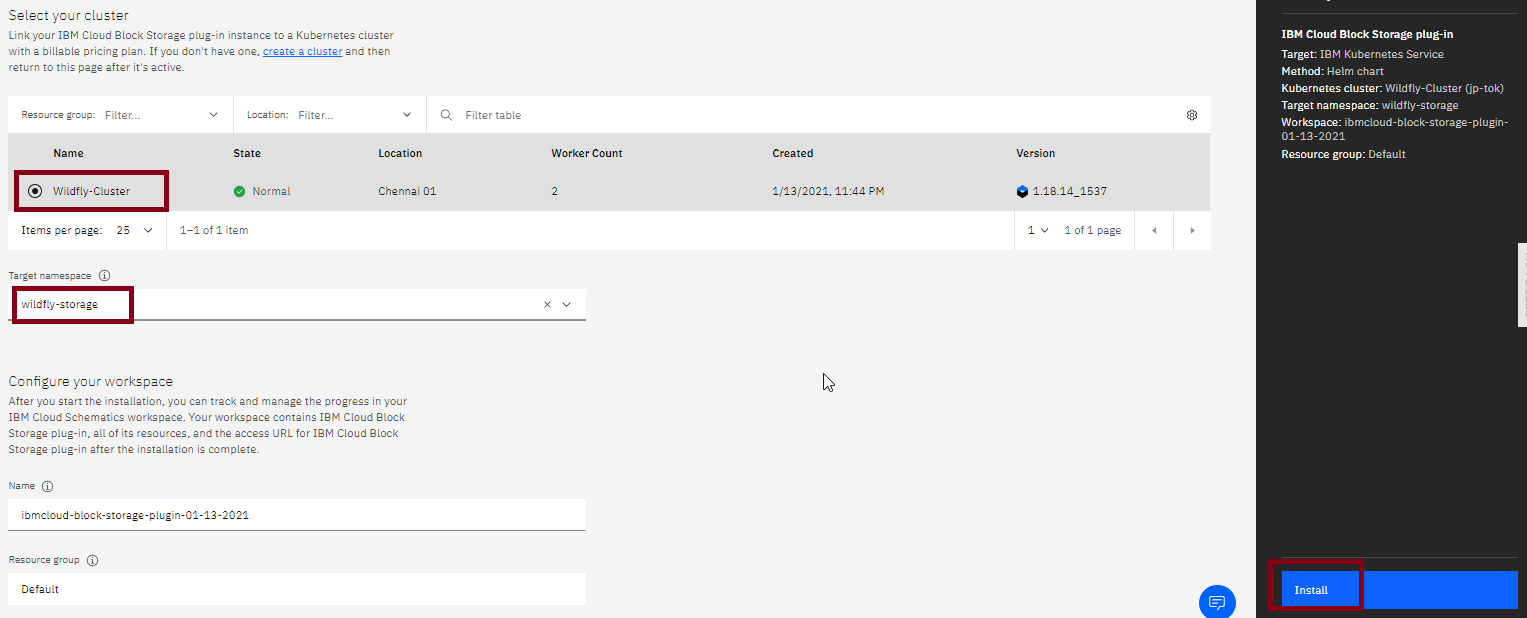 Select your cluster
Link your IBM Cloud Block Storage plug-in instance to a Kubernetes cluster
with a billable pricing plan. If you don't have one, create a cluster and then
return to this page after it's active.
Resource group: Filter... Location: Filter... Filter table
Name State Location Worker Count Created Version
Wildfly-Cluster Normal Chennai 01 2 1/13/2021, 11:44 PM 1.18.14_1537
Items per page: 25 1–1 of 1 item 1 1 of 1 page
Target namespace
wildfly-storage
Configure your workspace
After you start the installation, you can track and manage the progress in your
IBM Cloud Schematics workspace. Your workspace contains IBM Cloud Block
Storage plug-in, all of its resources, and the access URL for IBM Cloud Block
Storage plug-in after the installation is complete.
Name
ibmcloud-block-storage-plugin-01-13-2021
Resource group
Default
IBM Cloud Block Storage plug-in
Target: IBM Kubernetes Service
Method: Helm chart
Kubernetes cluster: Wildfly-Cluster (jp-tok)
Target namespace: wildfly-storage
Workspace: ibmcloud-block-storage-plugin-
01-13-2021
Resource group: Default
Install